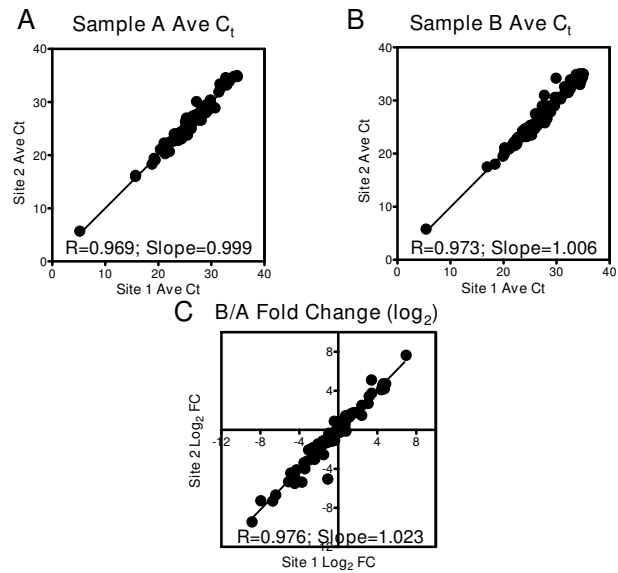 A Sample A Ave Ct
40
30
20
10
0
0 10 20 30 40
Site 2 Ave Ct
R=0.969; Slope=0.999
Site 1 Ave Ct
B Sample B Ave Ct
40
30
20
10
0
0 10 20 30 40
Site 2 Ave Ct
R=0.973; Slope=1.006
Site 1 Ave Ct
C B/A Fold Change (log2)
8
4
-12 -8 -4 4 8
-4
-8
12
Site 2 Log2 FC
R=0.976; Slope=1.023
Site 1 Log2 FC